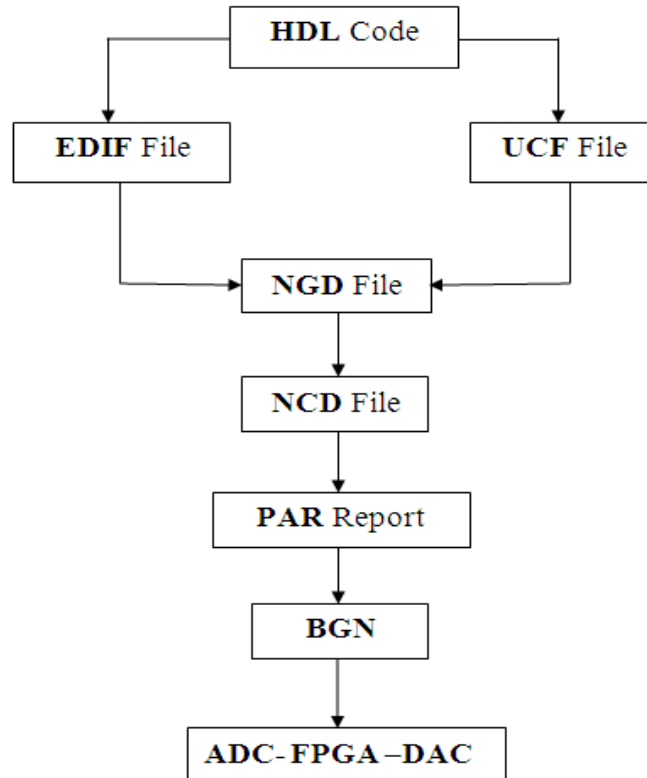 HDL Code
EDIF File
UCF File
NGD File
NCD File
PAR Report
BGN
ADC- FPGA –DAC